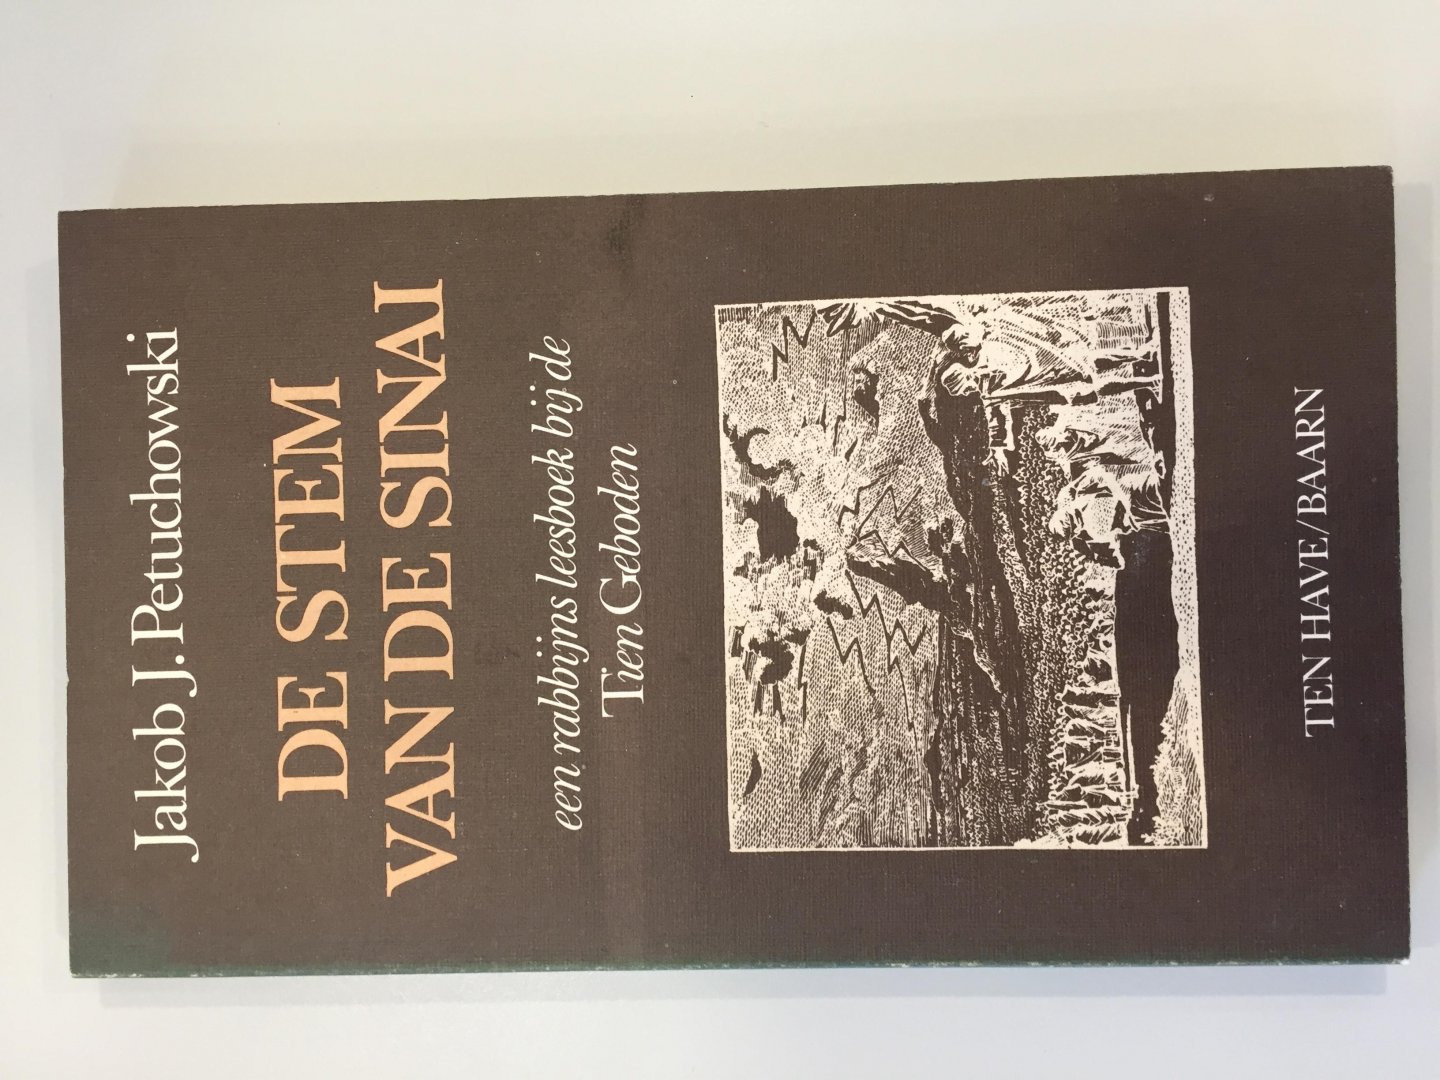 Jakob J. Petuchowski
DE STEM
VAN DE SINAI
een rabbijns leesboek bij de
Tien Geboden
TEN HAVE/BAARN